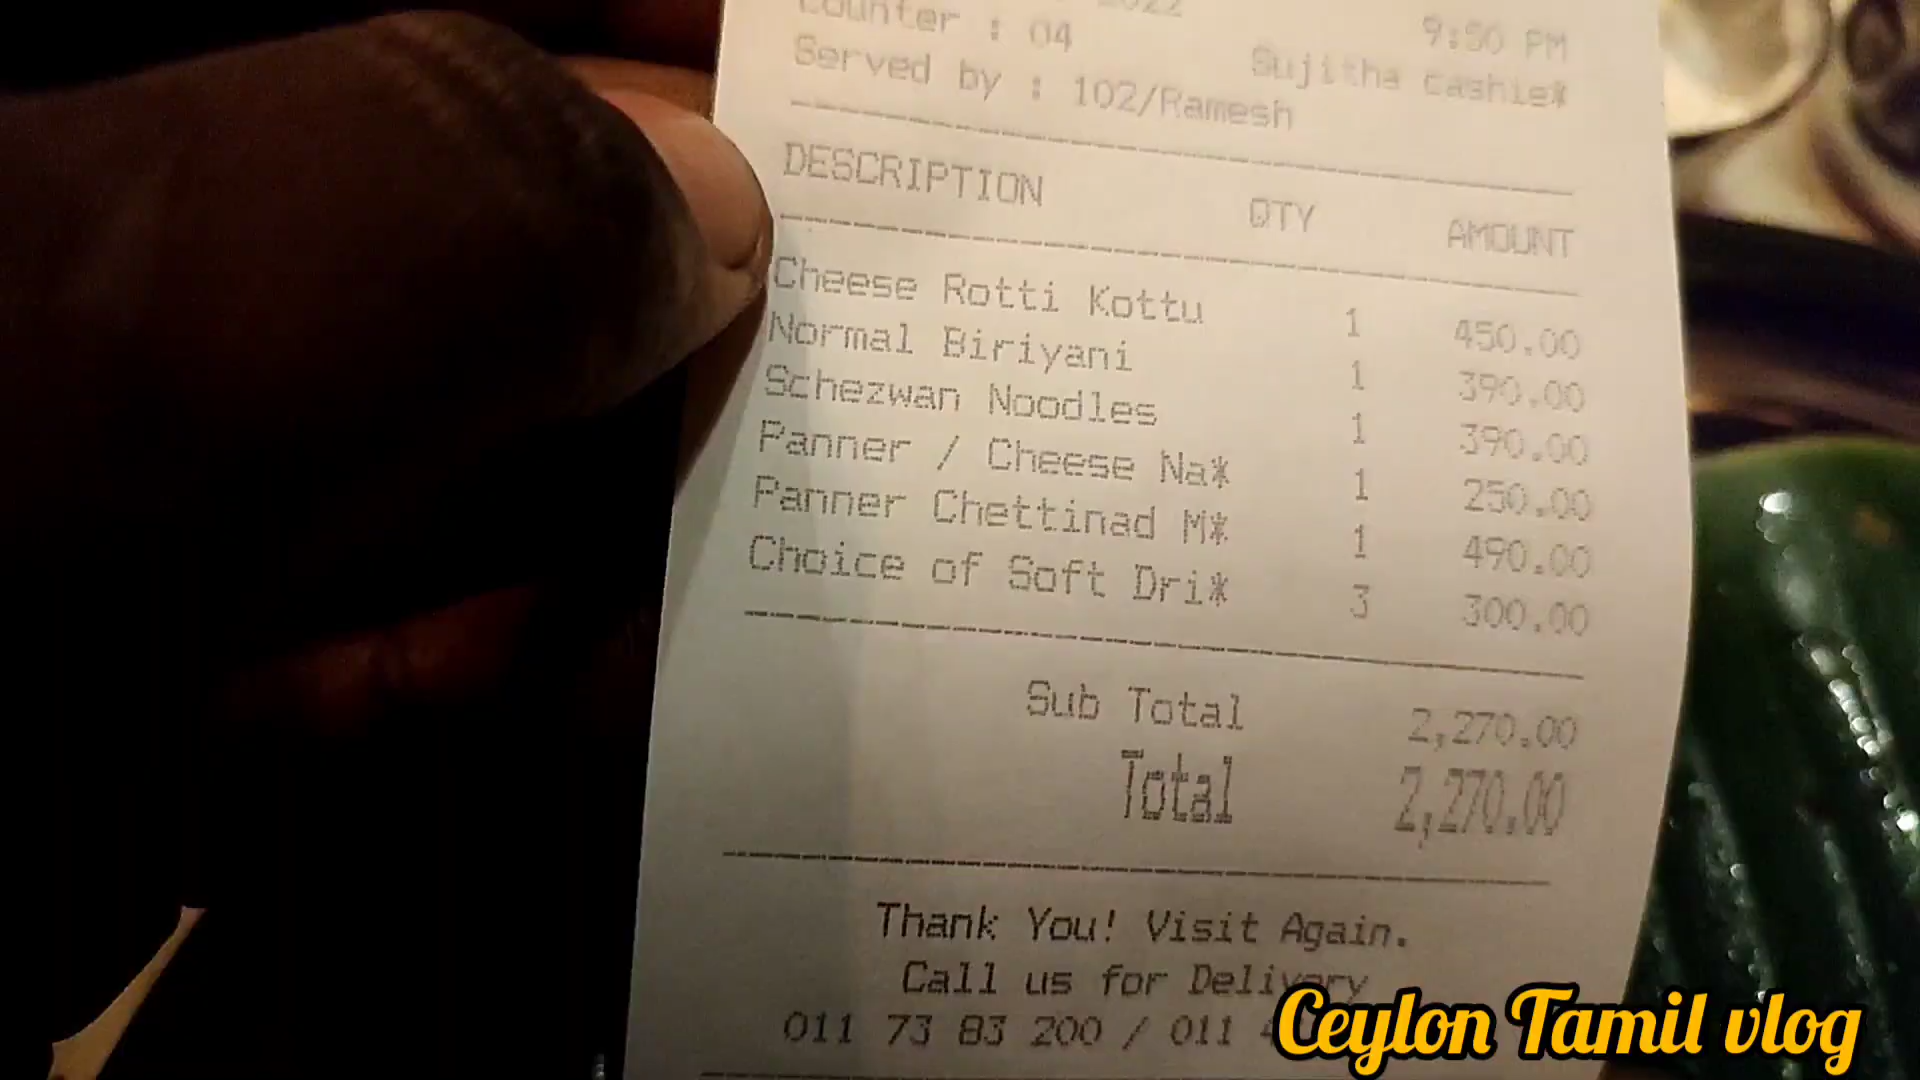 2022 9:50 PM
Counter : 04 Sujitha cashie*
Served by : 102/Ramesh
DESCRIPTION QTY AMOUNT
Cheese Rotti Kottu 1 450.00
Normal Biriyani 1 390.00
Schezwan Noodles 1 390.00
Panner / Cheese Na* 1 250.00
Panner Chettinad M* 1 490.00
Choice of Soft Dri* 3 300.00
Sub Total 2,270.00
Total 2,270.00
Thank You! Visit Again.
Call us for Delivery
011 73 83 200 / 011 4
Ceylon Tamil vlog